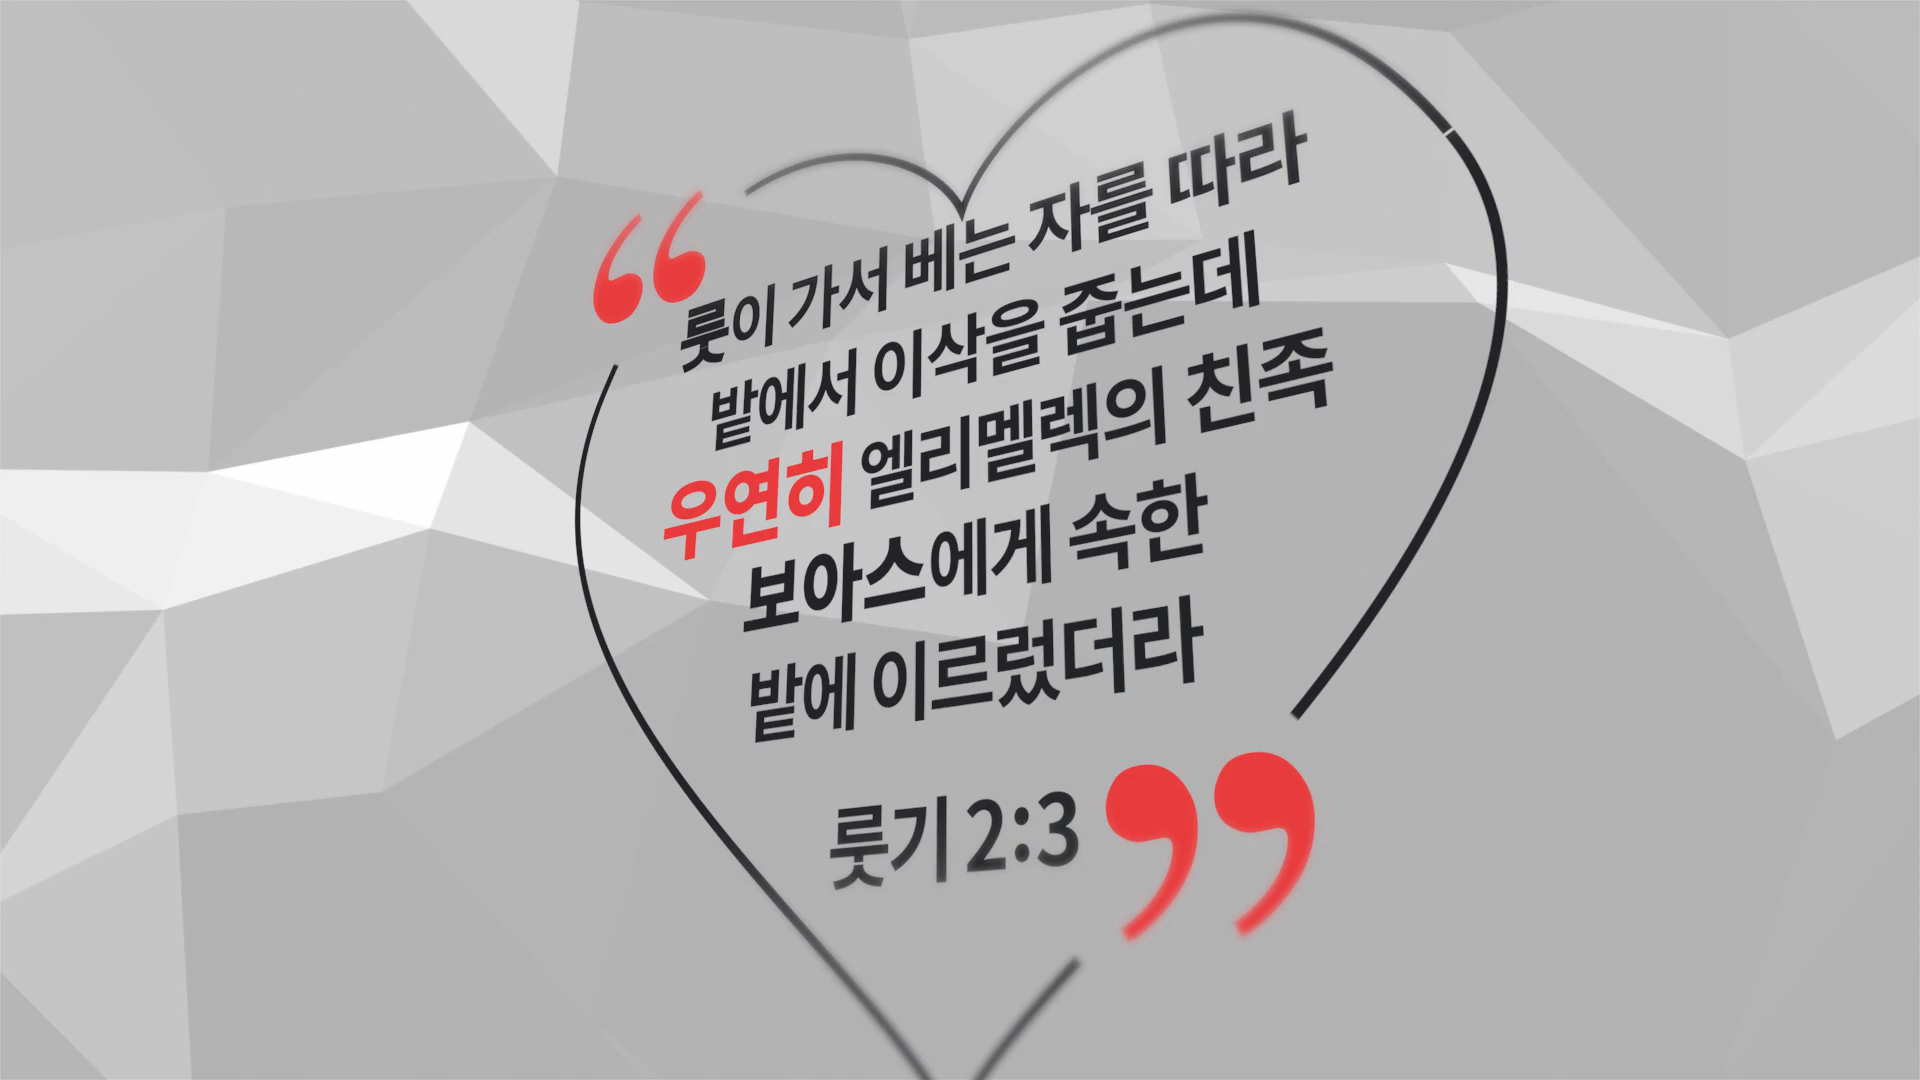 “룻이 가서 베는 자를 따라
밭에서 이삭을 줍는데
우연히 엘리멜렉의 친족
보아스에게 속한
밭에 이르렀더라
룻기 2:3”